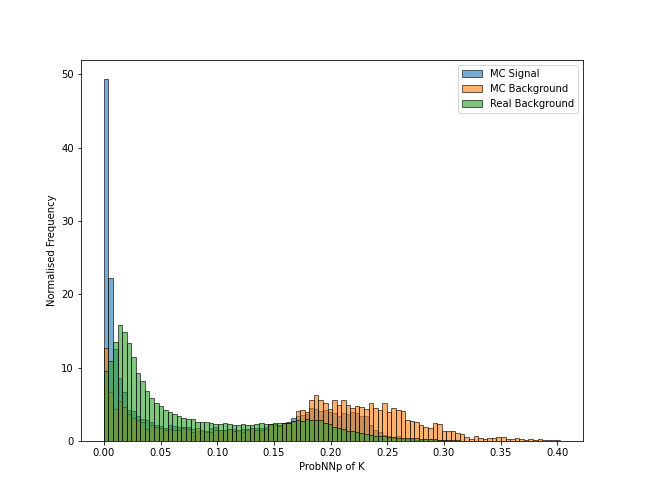 MC Signal
MC Background
Real Background
Normalised Frequency
50
40
30
20
10
0
0.00 0.05 0.10 0.15 0.20 0.25 0.30 0.35 0.40
ProbNNp of K